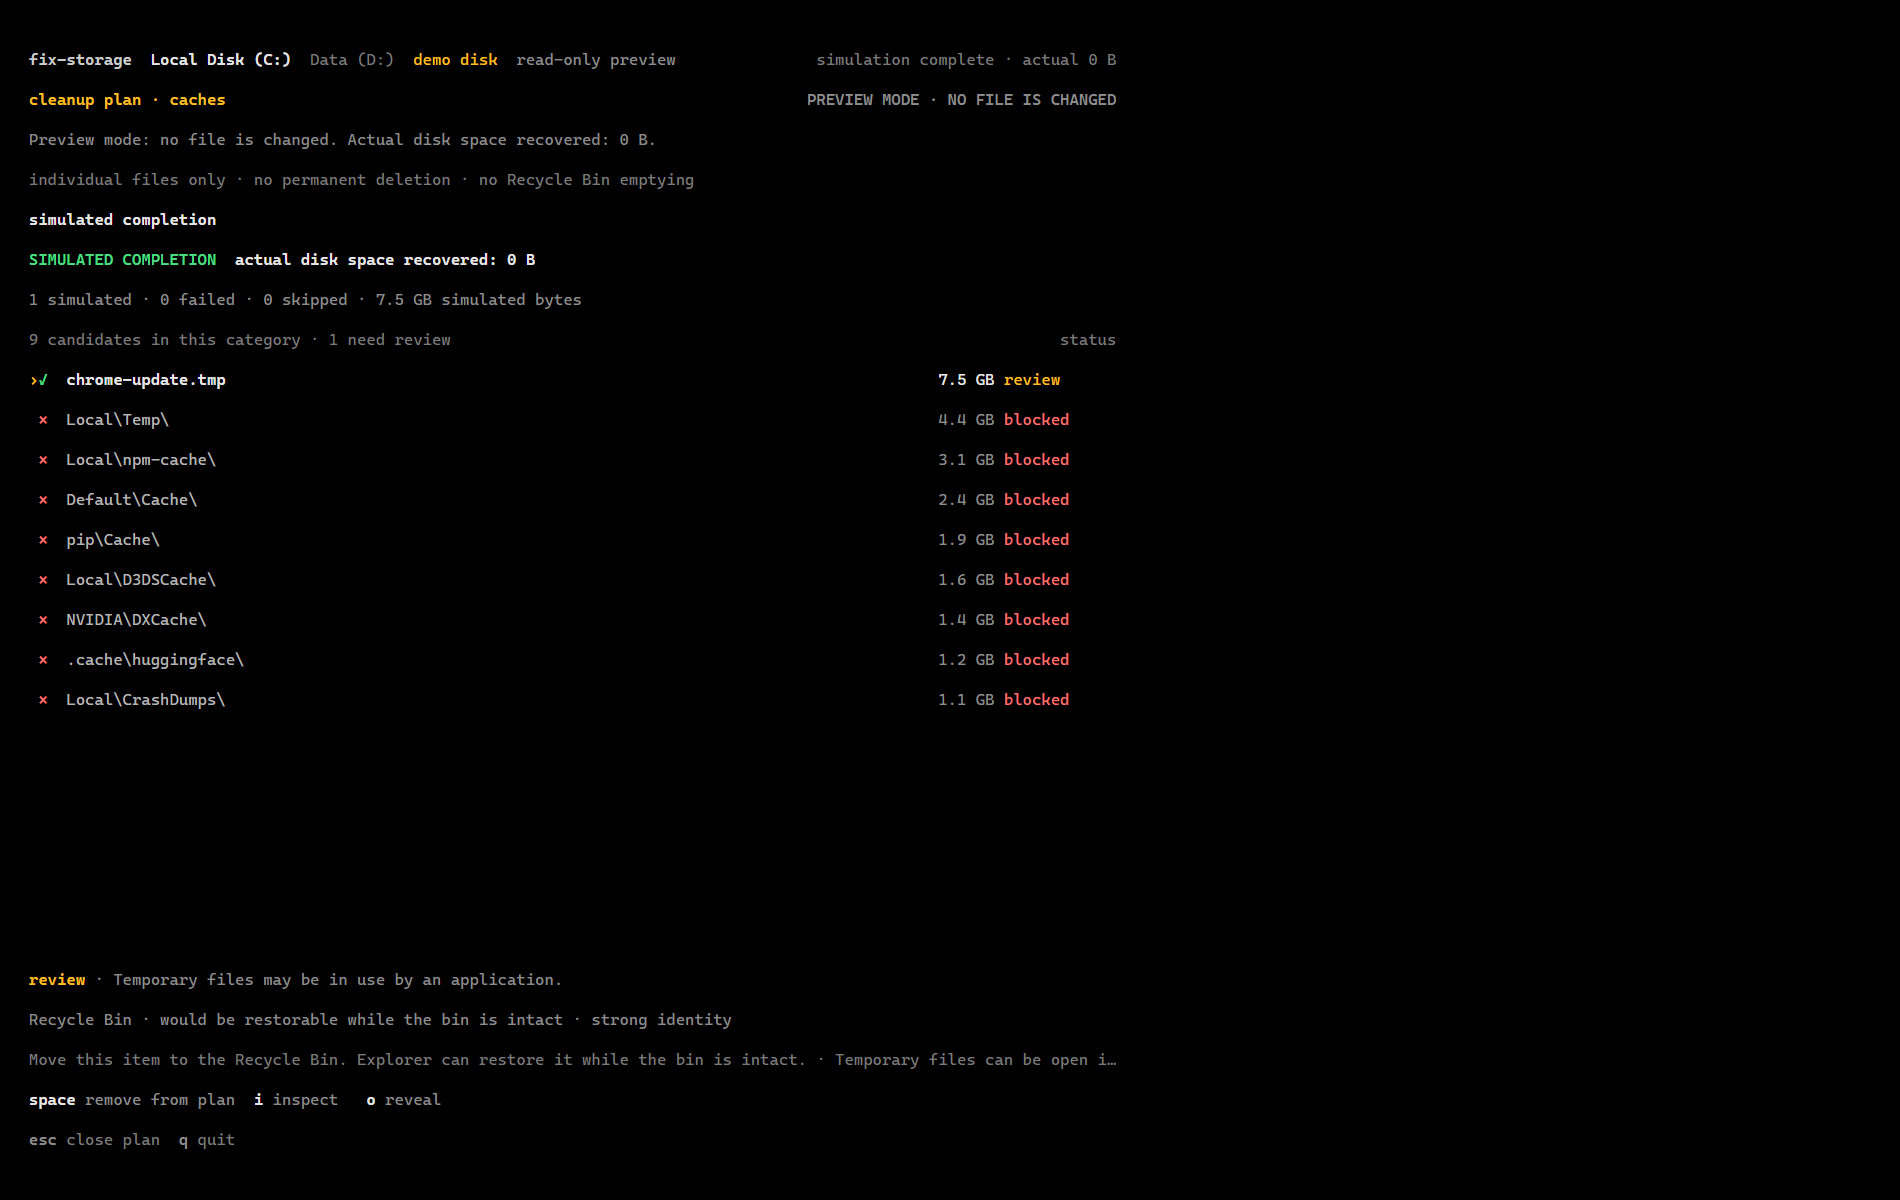 fix-storage  Local Disk (C:)  Data (D:)  demo disk  read-only preview  simulation complete · actual 0 B
cleanup plan · caches  PREVIEW MODE · NO FILE IS CHANGED
Preview mode: no file is changed. Actual disk space recovered: 0 B.
individual files only · no permanent deletion · no Recycle Bin emptying
simulated completion
SIMULATED COMPLETION  actual disk space recovered: 0 B
1 simulated · 0 failed · 0 skipped · 7.5 GB simulated bytes
9 candidates in this category · 1 need review  status
›✓  chrome-update.tmp  7.5 GB review
×  Local\Temp\  4.4 GB blocked
×  Local\npm-cache\  3.1 GB blocked
×  Default\Cache\  2.4 GB blocked
×  pip\Cache\  1.9 GB blocked
×  Local\D3DSCache\  1.6 GB blocked
×  NVIDIA\DXCache\  1.4 GB blocked
×  .cache\huggingface\  1.2 GB blocked
×  Local\CrashDumps\  1.1 GB blocked
review · Temporary files may be in use by an application.
Recycle Bin · would be restorable while the bin is intact · strong identity
Move this item to the Recycle Bin. Explorer can restore it while the bin is intact. · Temporary files can be open i…
space remove from plan  i inspect  o reveal
esc close plan  q quit